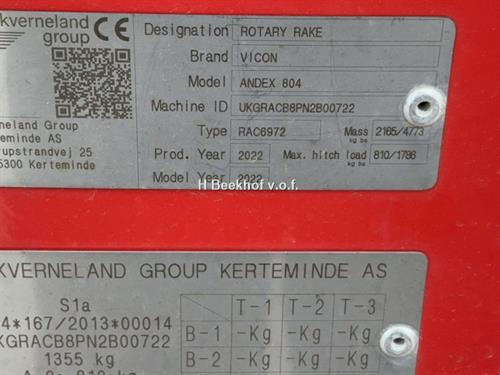 kverneland group CE
Designation ROTARY RAKE
Brand VICON
Model ANDEX 804
Machine ID UKGRACB8PN2B00722
Type RAC6972 Mass kg lbs 2165/4773
Prod. Year 2022 Max. hitch load kg lbs 810/1786
Model Year 2022
neland Group
teminde AS
upstrandvej 25
5300 Kerteminde
H Beekhof v.o.f.
KVERNELAND GROUP KERTEMINDE AS
S1a
4*167/2013*00014
KGRACB8PN2B00722
1355 kg
T-1 T-2 T-3
B-1 -Kg -Kg -Kg
B-2 -Kg -Kg -Kg